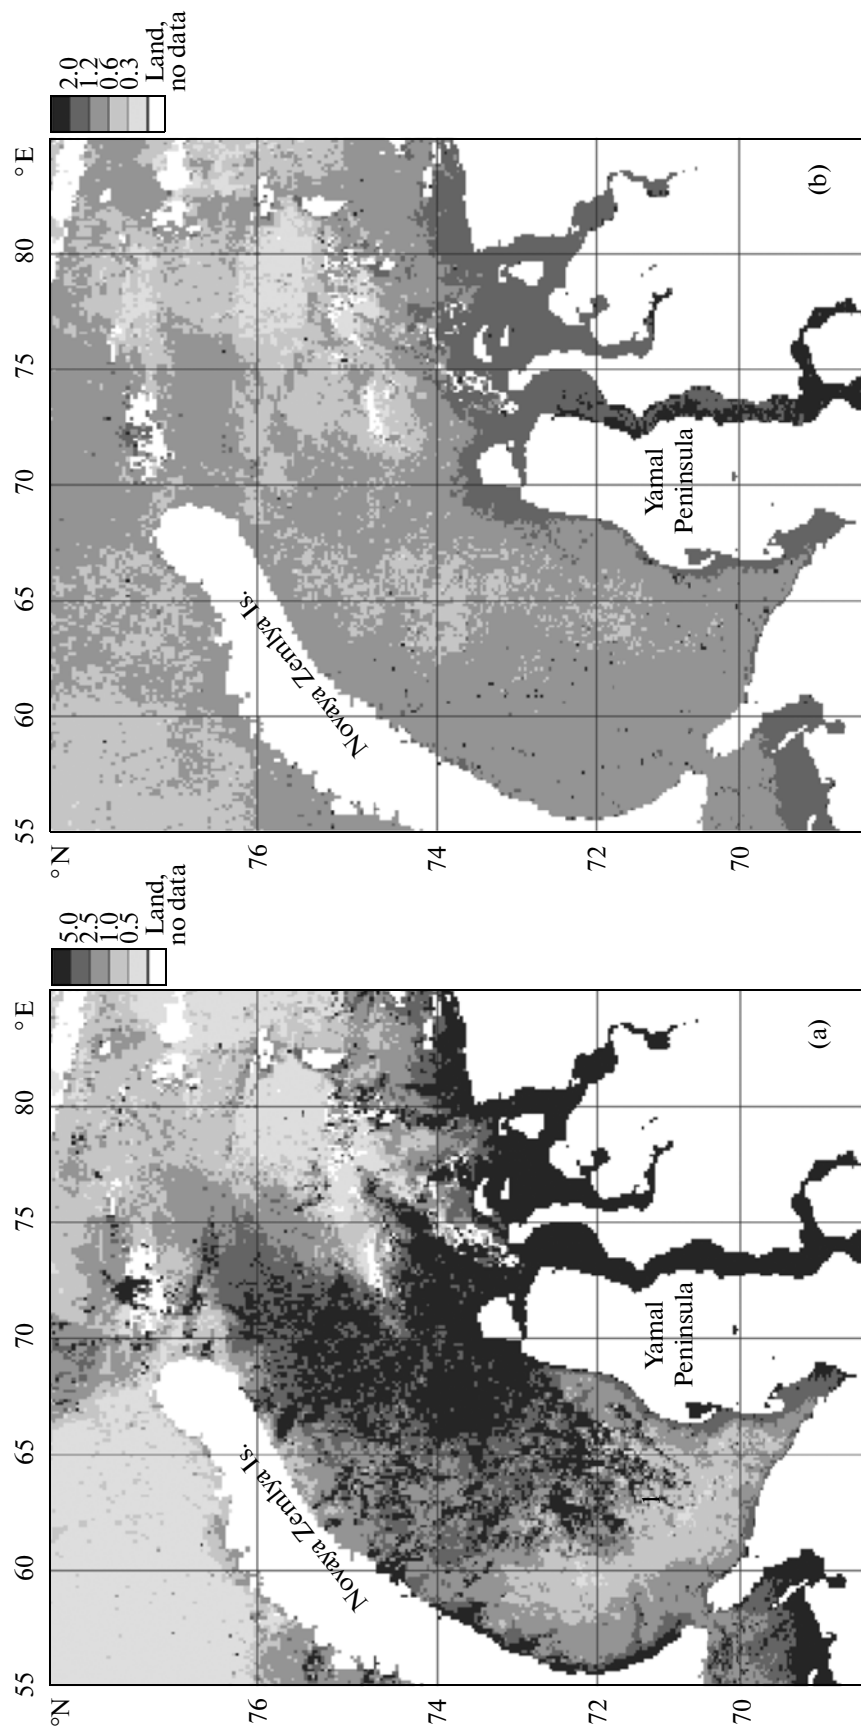 °N
55
60
65
70
75
80
°E
76
74
72
70
5.0
2.5
1.0
0.5
Land,
no data
Novaya Zemlya Is.
Yamal
Peninsula
1
(a)
°N
55
60
65
70
75
80
°E
76
74
72
70
2.0
1.2
0.6
0.3
Land,
no data
Novaya Zemlya Is.
Yamal
Peninsula
(b)